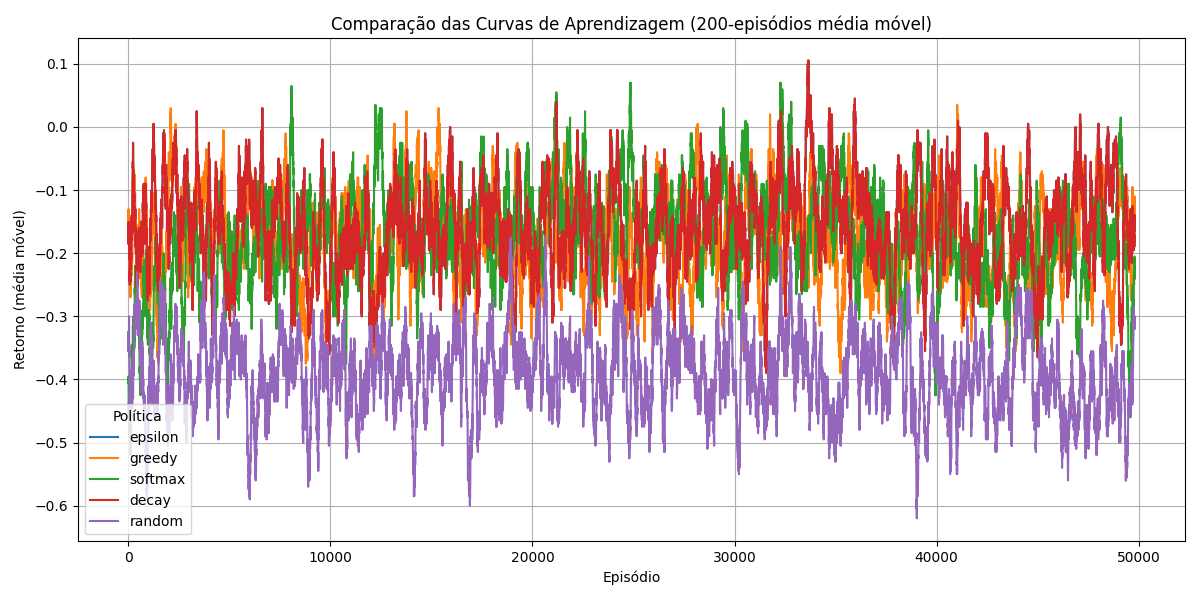 Comparação das Curvas de Aprendizagem (200-episódios média móvel)
Retorno (média móvel)
0.1
0.0
−0.1
−0.2
−0.3
−0.4
−0.5
−0.6
Política
epsilon
greedy
softmax
decay
random
0 10000 20000 30000 40000 50000
Episódio